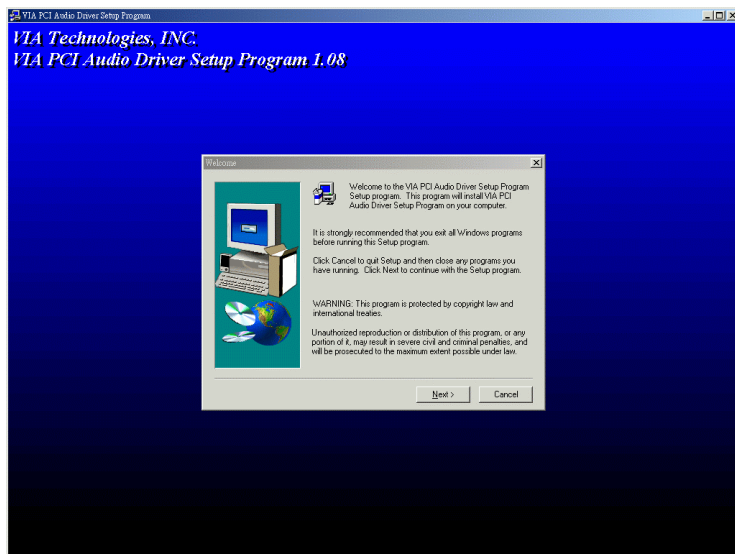 VIA PCI Audio Driver Setup Program
VIA Technologies, INC.
VIA PCI Audio Driver Setup Program 1.08
Welcome
Welcome to the VIA PCI Audio Driver Setup Program
Setup program. This program will install VIA PCI
Audio Driver Setup Program on your computer.
It is strongly recommended that you exit all Windows programs
before running this Setup program.
Click Cancel to quit Setup and then close any programs you
have running. Click Next to continue with the Setup program.
WARNING: This program is protected by copyright law and
international treaties.
Unauthorized reproduction or distribution of this program, or any
portion of it, may result in severe civil and criminal penalties, and
will be prosecuted to the maximum extent possible under law.
Next >
Cancel